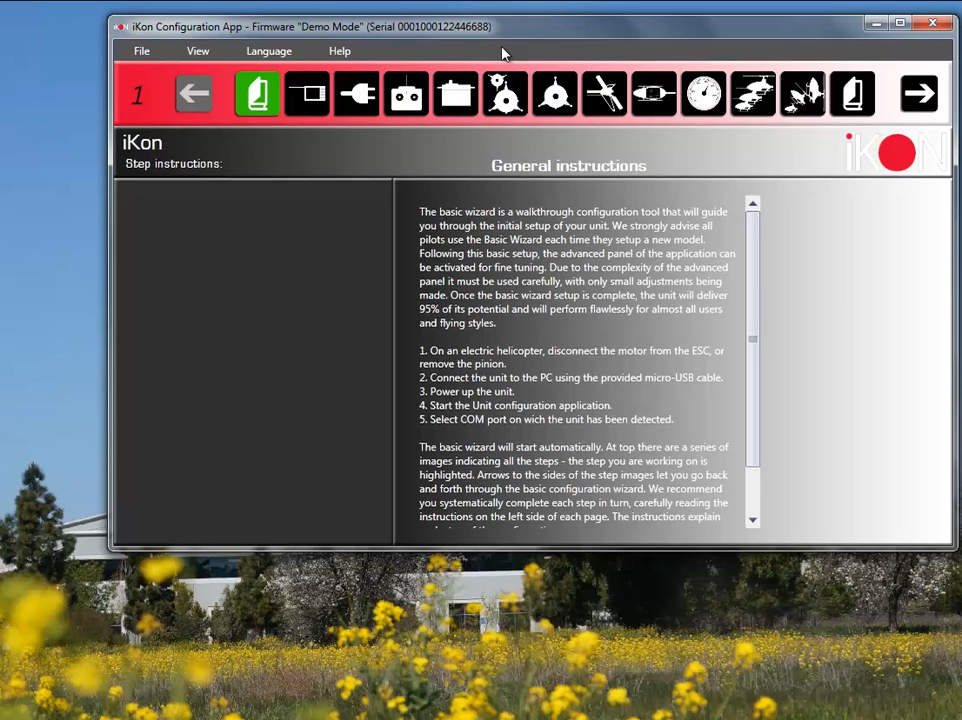 iKon Configuration App - Firmware "Demo Mode" (Serial 0001000122446688)
File View Language Help
1
iKon
Step instructions:
General instructions
iKON
The basic wizard is a walkthrough configuration tool that will guide
you through the initial setup of your unit. We strongly advise all
pilots use the Basic Wizard each time they setup a new model.
Following this basic setup, the advanced panel of the application can
be activated for fine tuning. Due to the complexity of the advanced
panel it must be used carefully, with only small adjustments being
made. Once the basic wizard setup is complete, the unit will deliver
95% of its potential and will perform flawlessly for almost all users
and flying styles.
1. On an electric helicopter, disconnect the motor from the ESC, or
remove the pinion.
2. Connect the unit to the PC using the provided micro-USB cable.
3. Power up the unit.
4. Start the Unit configuration application.
5. Select COM port on wich the unit has been detected.
The basic wizard will start automatically. At top there are a series of
images indicating all the steps - the step you are working on is
highlighted. Arrows to the sides of the step images let you go back
and forth through the basic configuration wizard. We recommend
you systematically complete each step in turn, carefully reading the
instructions on the left side of each page. The instructions explain